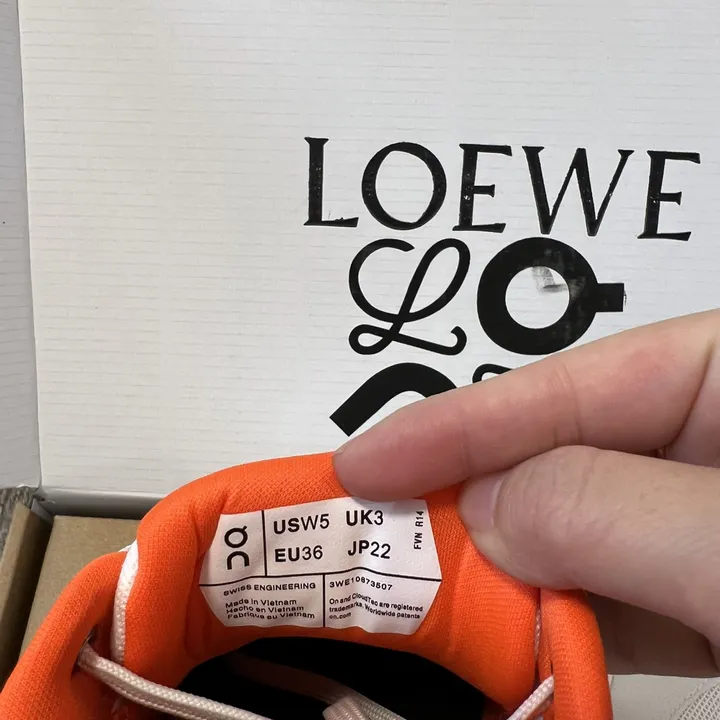 LOEWE
USW5 UK3
EU36 JP22
FVN R14
SWISS ENGINEERING
Made in Vietnam
Hecho en Vietnam
Fabriqué au Vietnam
3WE10873507
On and CloudTec are registered
trademarks. Worldwide patents
on.com